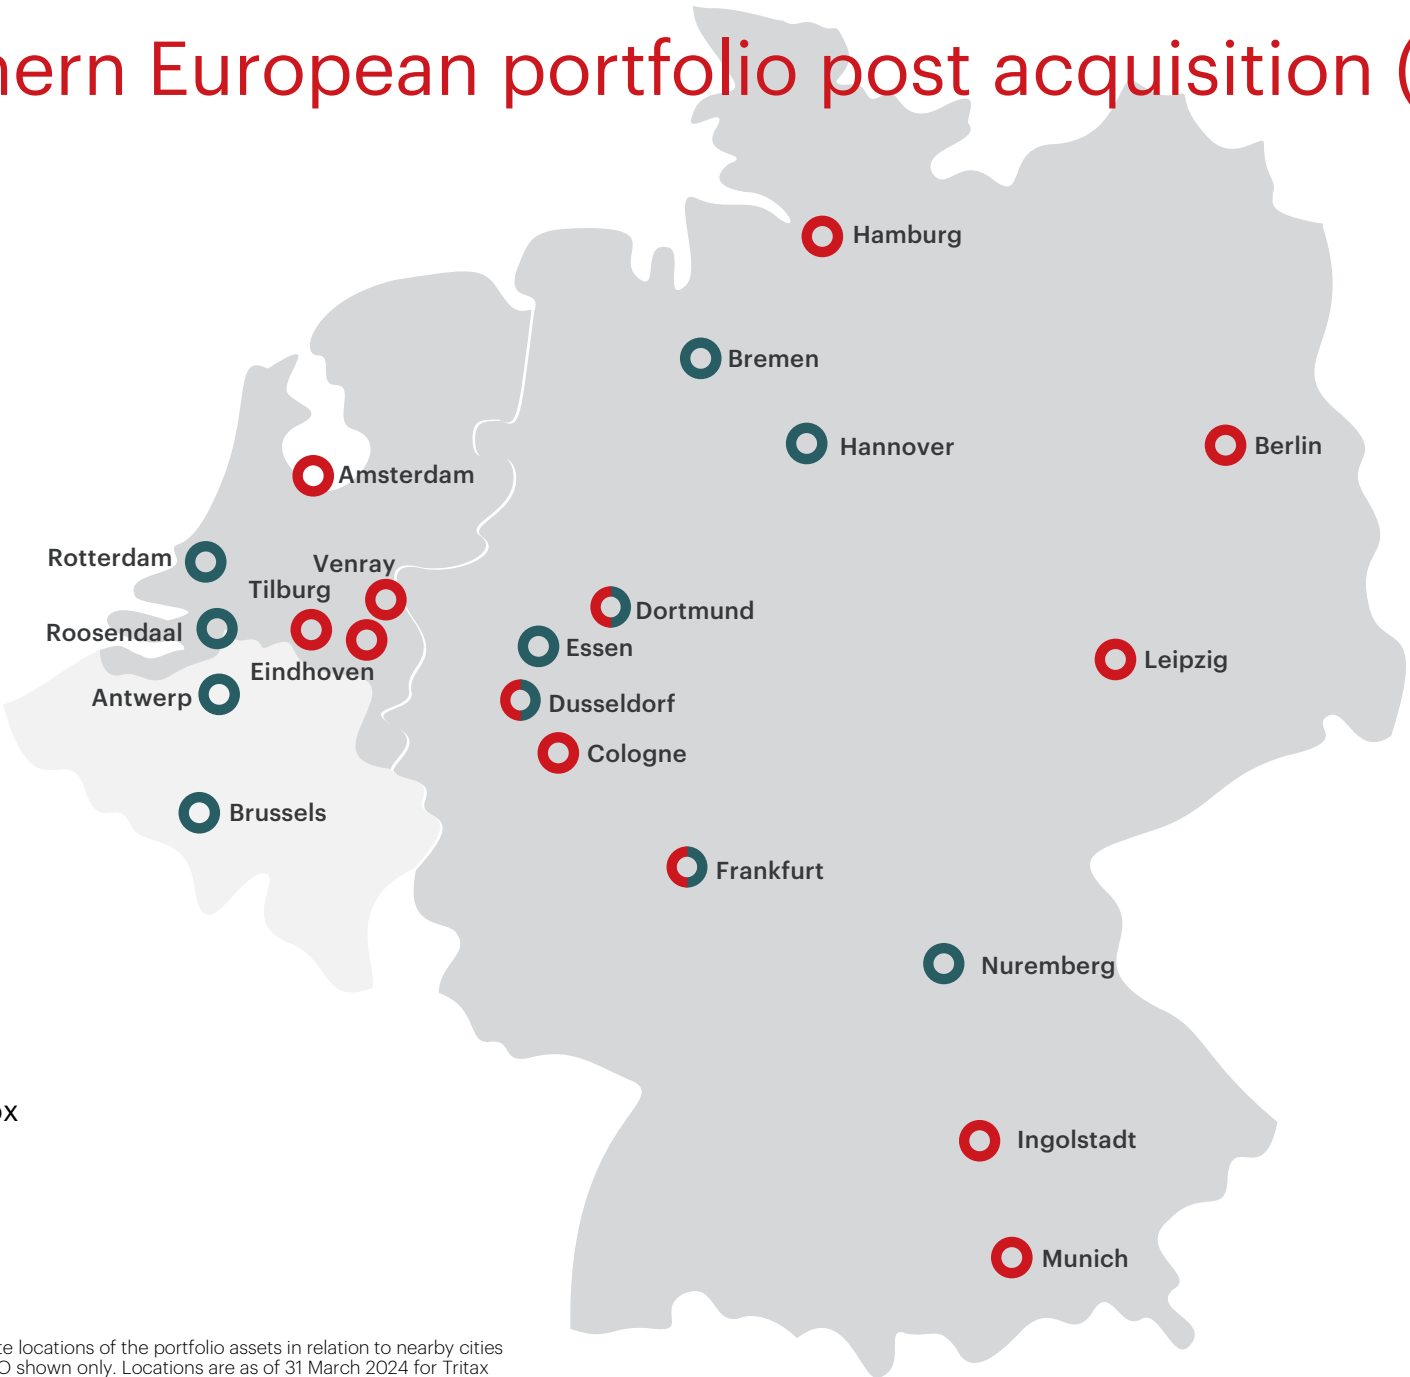 hern European portfolio post acquisition (
Hamburg
Bremen
Hannover
Berlin
Amsterdam
Rotterdam
Venray
Tilburg
Dortmund
Roosendaal
Essen
Leipzig
Eindhoven
Antwerp
Dusseldorf
Cologne
Brussels
Frankfurt
Nuremberg
ox
Ingolstadt
Munich
te locations of the portfolio assets in relation to nearby cities
O shown only. Locations are as of 31 March 2024 for Tritax